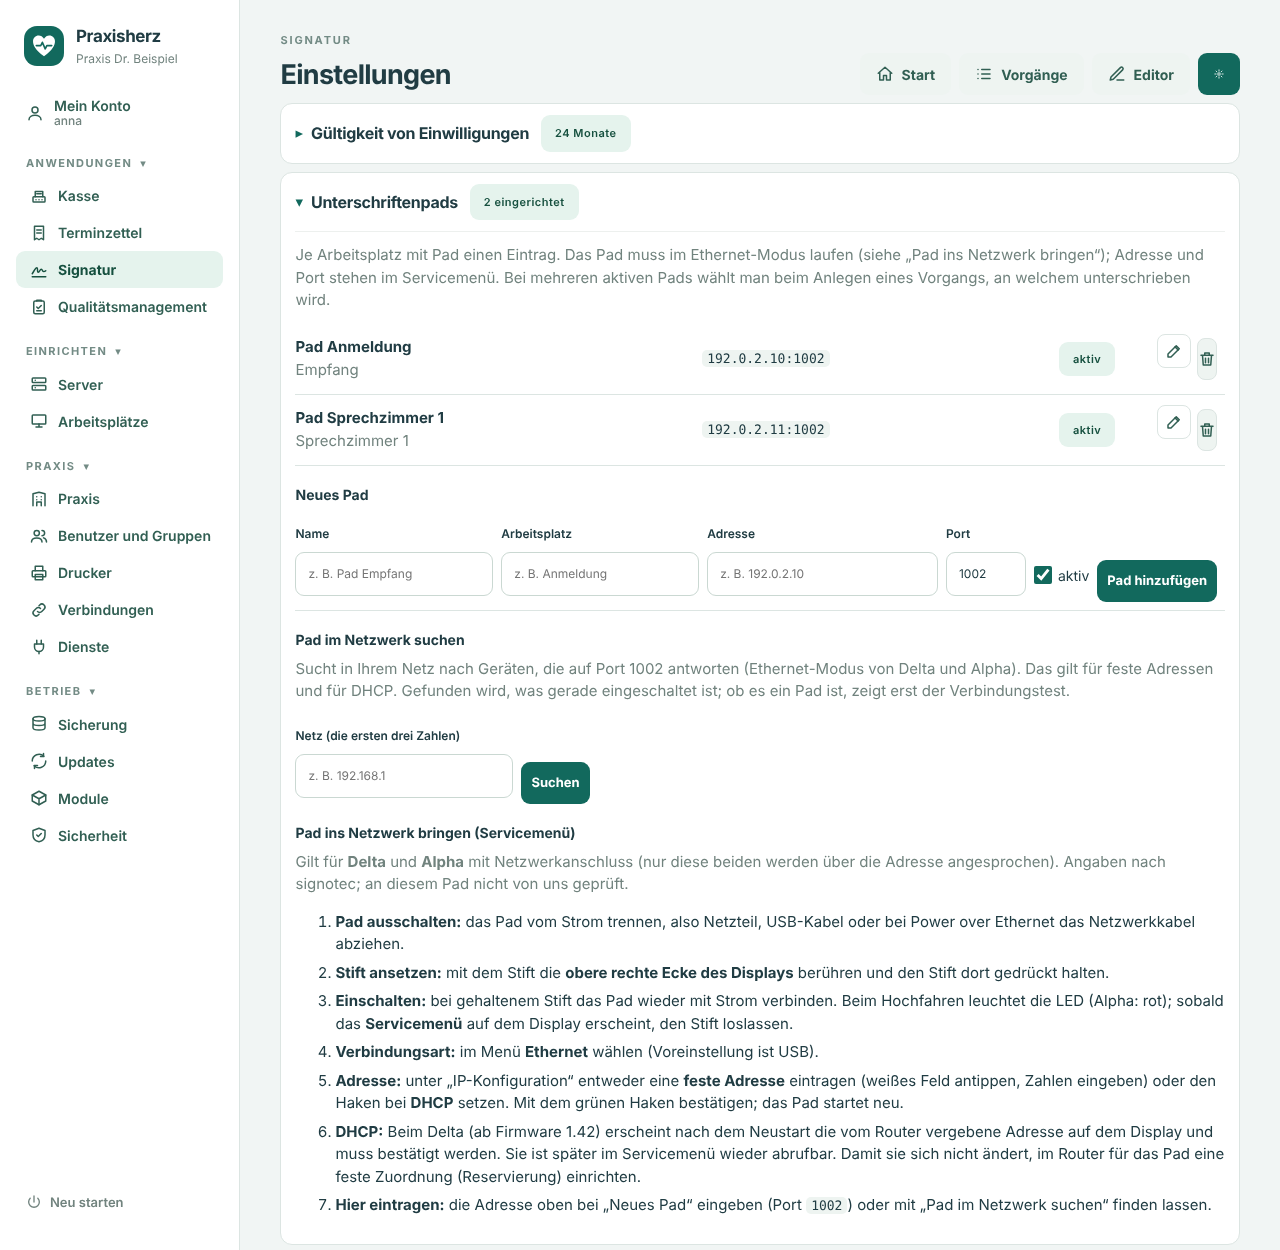 Praxisherz
Praxis Dr. Beispiel
Mein Konto
anna
ANWENDUNGEN ▾
Kasse
Terminzettel
Signatur
Qualitätsmanagement
EINRICHTEN ▾
Server
Arbeitsplätze
PRAXIS ▾
Praxis
Benutzer und Gruppen
Drucker
Verbindungen
Dienste
BETRIEB ▾
Sicherung
Updates
Module
Sicherheit
Neu starten
SIGNATUR
Einstellungen
Start
Vorgänge
Editor
Gültigkeit von Einwilligungen 24 Monate
Unterschriftenpads 2 eingerichtet
Je Arbeitsplatz mit Pad einen Eintrag. Das Pad muss im Ethernet-Modus laufen (siehe „Pad ins Netzwerk bringen“); Adresse und
Port stehen im Servicemenü. Bei mehreren aktiven Pads wählt man beim Anlegen eines Vorgangs, an welchem unterschrieben
wird.
Pad Anmeldung
Empfang
192.0.2.10:1002
aktiv
Pad Sprechzimmer 1
Sprechzimmer 1
192.0.2.11:1002
aktiv
Neues Pad
Name Arbeitsplatz Adresse Port
z. B. Pad Empfang z. B. Anmeldung z. B. 192.0.2.10 1002 aktiv Pad hinzufügen
Pad im Netzwerk suchen
Sucht in Ihrem Netz nach Geräten, die auf Port 1002 antworten (Ethernet-Modus von Delta und Alpha). Das gilt für feste Adressen
und für DHCP. Gefunden wird, was gerade eingeschaltet ist; ob es ein Pad ist, zeigt erst der Verbindungstest.
Netz (die ersten drei Zahlen)
z. B. 192.168.1 Suchen
Pad ins Netzwerk bringen (Servicemenü)
Gilt für Delta und Alpha mit Netzwerkanschluss (nur diese beiden werden über die Adresse angesprochen). Angaben nach
signotec; an diesem Pad nicht von uns geprüft.
1. Pad ausschalten: das Pad vom Strom trennen, also Netzteil, USB-Kabel oder bei Power over Ethernet das Netzwerkkabel
abziehen.
2. Stift ansetzen: mit dem Stift die obere rechte Ecke des Displays berühren und den Stift dort gedrückt halten.
3. Einschalten: bei gehaltenem Stift das Pad wieder mit Strom verbinden. Beim Hochfahren leuchtet die LED (Alpha: rot); sobald
das Servicemenü auf dem Display erscheint, den Stift loslassen.
4. Verbindungsart: im Menü Ethernet wählen (Voreinstellung ist USB).
5. Adresse: unter „IP-Konfiguration“ entweder eine feste Adresse eintragen (weißes Feld antippen, Zahlen eingeben) oder den
Haken bei DHCP setzen. Mit dem grünen Haken bestätigen; das Pad startet neu.
6. DHCP: Beim Delta (ab Firmware 1.42) erscheint nach dem Neustart die vom Router vergebene Adresse auf dem Display und
muss bestätigt werden. Sie ist später im Servicemenü wieder abrufbar. Damit sie sich nicht ändert, im Router für das Pad eine
feste Zuordnung (Reservierung) einrichten.
7. Hier eintragen: die Adresse oben bei „Neues Pad“ eingeben (Port 1002) oder mit „Pad im Netzwerk suchen“ finden lassen.